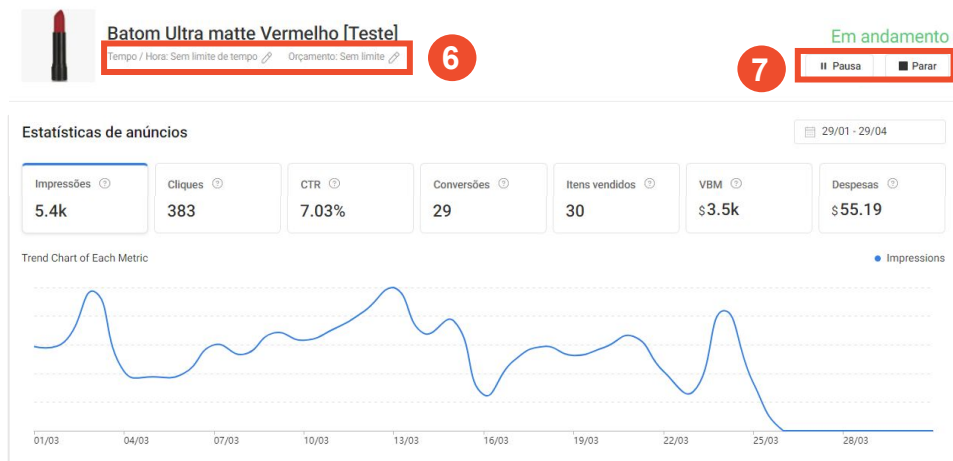 Batom Ultra matte Vermelho [Teste]
Tempo / Hora: Sem limite de tempo Orçamento: Sem limite
6
Em andamento
7
Pausa Parar
Estatísticas de anúncios
29/01 - 29/04
Impressões Cliques CTR Conversões Itens vendidos VBM Despesas
5.4k 383 7.03% 29 30 $3.5k $55.19
Trend Chart of Each Metric Impressions
01/03 04/03 07/03 10/03 13/03 16/03 19/03 22/03 25/03 28/03